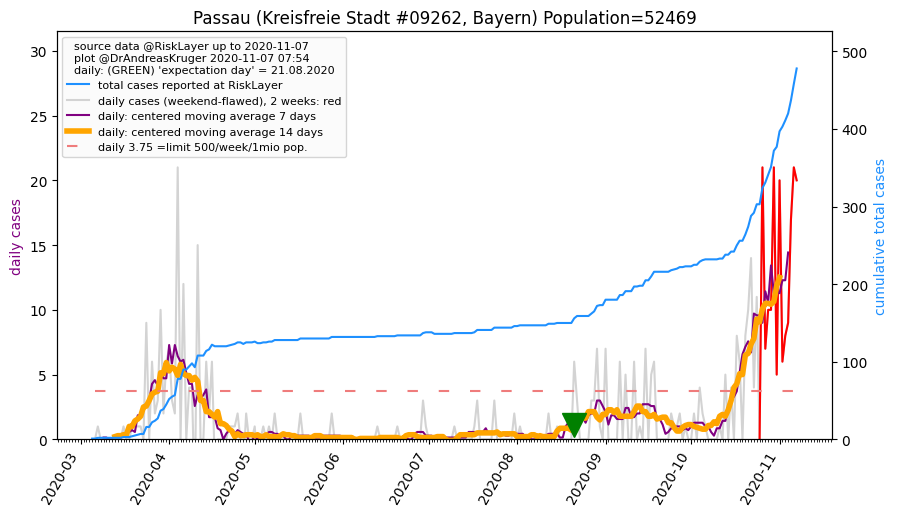 Passau (Kreisfreie Stadt #09262, Bayern) Population=52469
source data @RiskLayer up to 2020-11-07
plot @DrAndreasKruger 2020-11-07 07:54
daily: (GREEN) 'expectation day' = 21.08.2020
total cases reported at RiskLayer
daily cases (weekend-flawed), 2 weeks: red
daily: centered moving average 7 days
daily: centered moving average 14 days
daily 3.75 =limit 500/week/1mio pop.
daily cases
30
25
20
15
10
5
0
cumulative total cases
500
400
300
200
100
0
2020-03
2020-04
2020-05
2020-06
2020-07
2020-08
2020-09
2020-10
2020-11